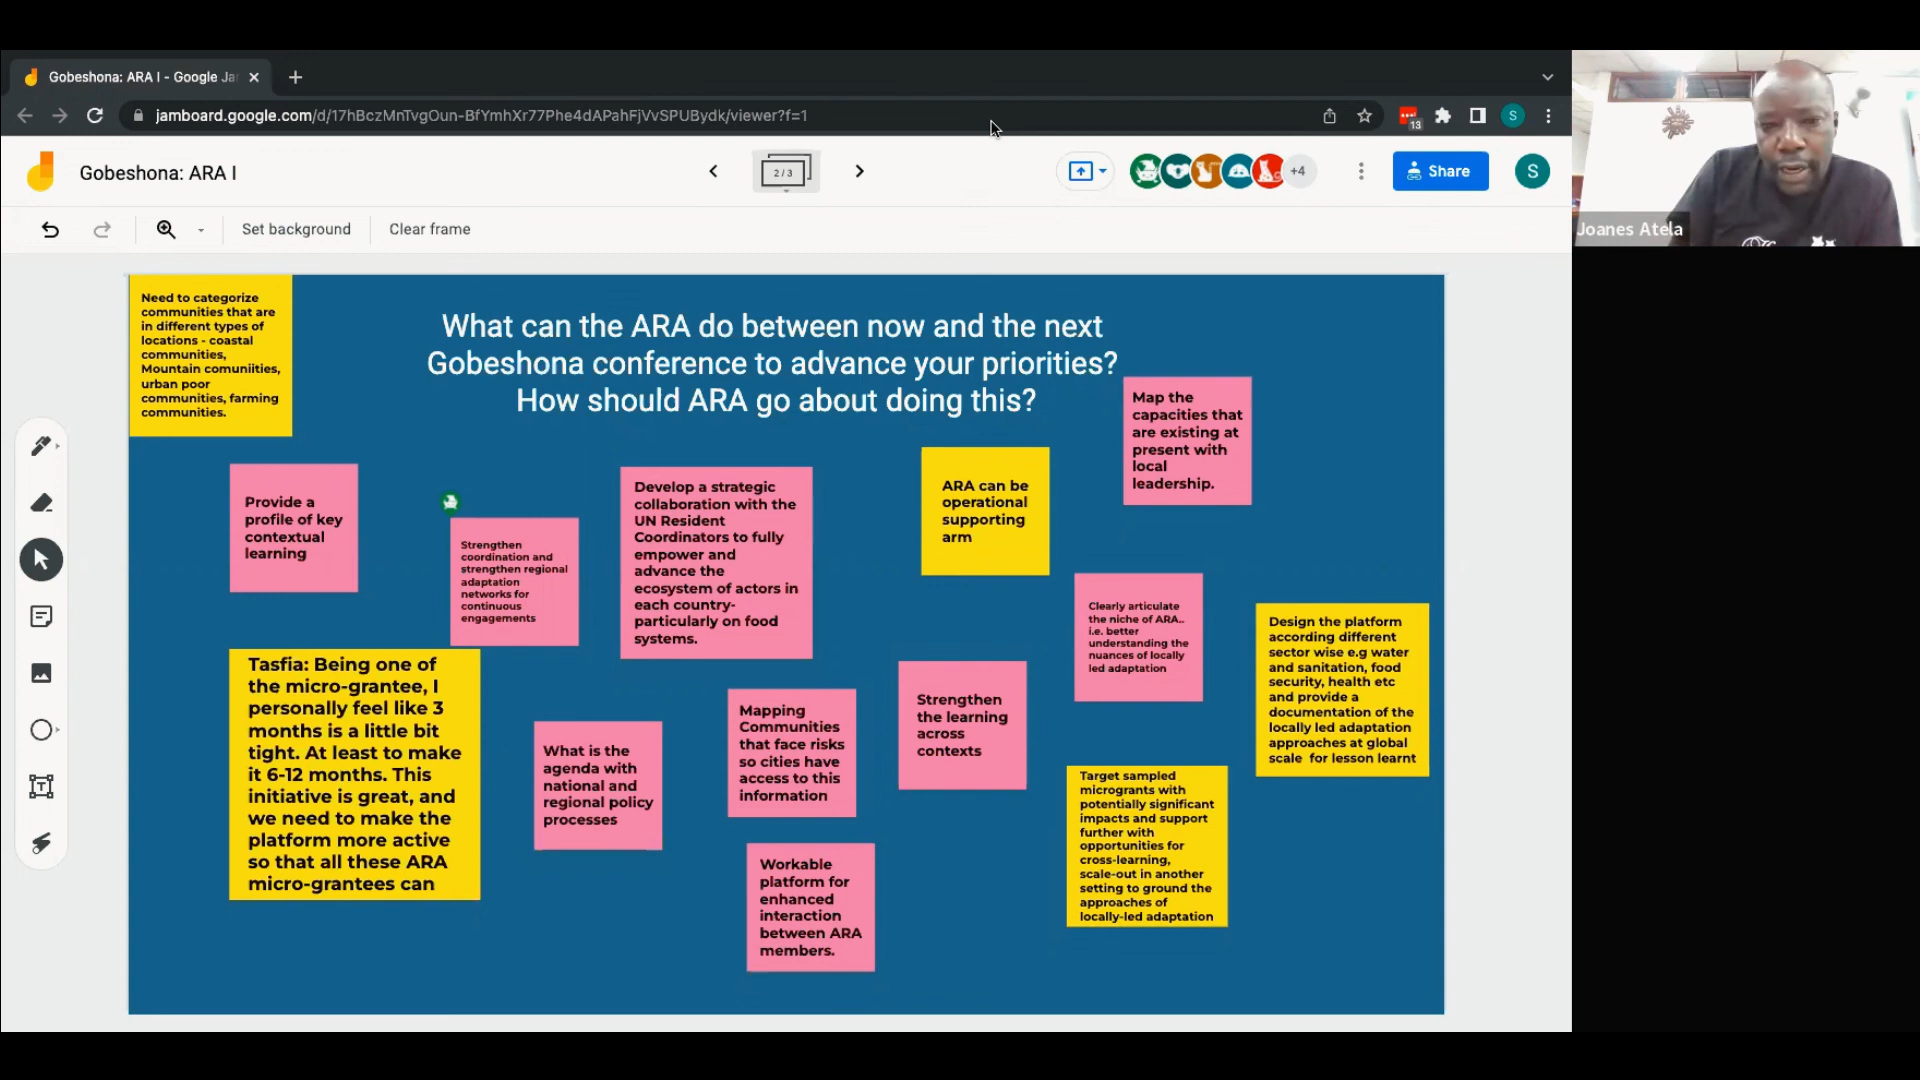 Gobeshona: ARA I - Google Ja
jamboard.google.com/d/17hBczMnTvgOun-BfYmhXr77Phe4dAPahFjVvSPUBydk/viewer?f=1
13
S
Gobeshona: ARA I
2 / 3
+4
Share
S
Set background
Clear frame
Joanes Atela
Need to categorize
communities that are
in different types of
locations - coastal
communities,
Mountain comuniities,
urban poor
communities, farming
communities.
What can the ARA do between now and the next
Gobeshona conference to advance your priorities?
How should ARA go about doing this?
Map the
capacities that
are existing at
present with
local
leadership.
Provide a
profile of key
contextual
learning
Strengthen
coordination and
strengthen regional
adaptation
networks for
continuous
engagements
Develop a strategic
collaboration with the
UN Resident
Coordinators to fully
empower and
advance the
ecosystem of actors in
each country-
particularly on food
systems.
ARA can be
operational
supporting
arm
Clearly articulate
the niche of ARA..
i.e. better
understanding the
nuances of locally
led adaptation
Design the platform
according different
sector wise e.g water
and sanitation, food
security, health etc
and provide a
documentation of the
locally led adaptation
approaches at global
scale for lesson learnt
Tasfia: Being one of
the micro-grantee, I
personally feel like 3
months is a little bit
tight. At least to make
it 6-12 months. This
initiative is great, and
we need to make the
platform more active
so that all these ARA
micro-grantees can
What is the
agenda with
national and
regional policy
processes
Mapping
Communities
that face risks
so cities have
access to this
information
Strengthen
the learning
across
contexts
Target sampled
microgrants with
potentially significant
impacts and support
further with
opportunities for
cross-learning,
scale-out in another
setting to ground the
approaches of
locally-led adaptation
Workable
platform for
enhanced
interaction
between ARA
members.